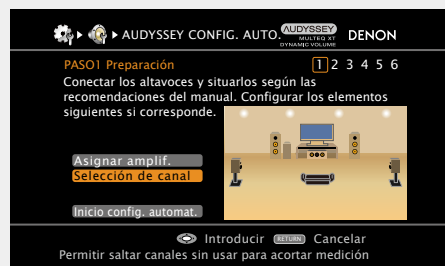 AUDYSSEY CONFIG. AUTO. AUDYSSEY MULTEQ XT DYNAMIC VOLUME DENON
PASO1 Preparación 1 2 3 4 5 6
Conectar los altavoces y situarlos según las
recomendaciones del manual. Configurar los elementos
siguientes si corresponde.
Asignar amplif.
Selección de canal
Inicio config. automat.
Introducir RETURN Cancelar
Permitir saltar canales sin usar para acortar medición